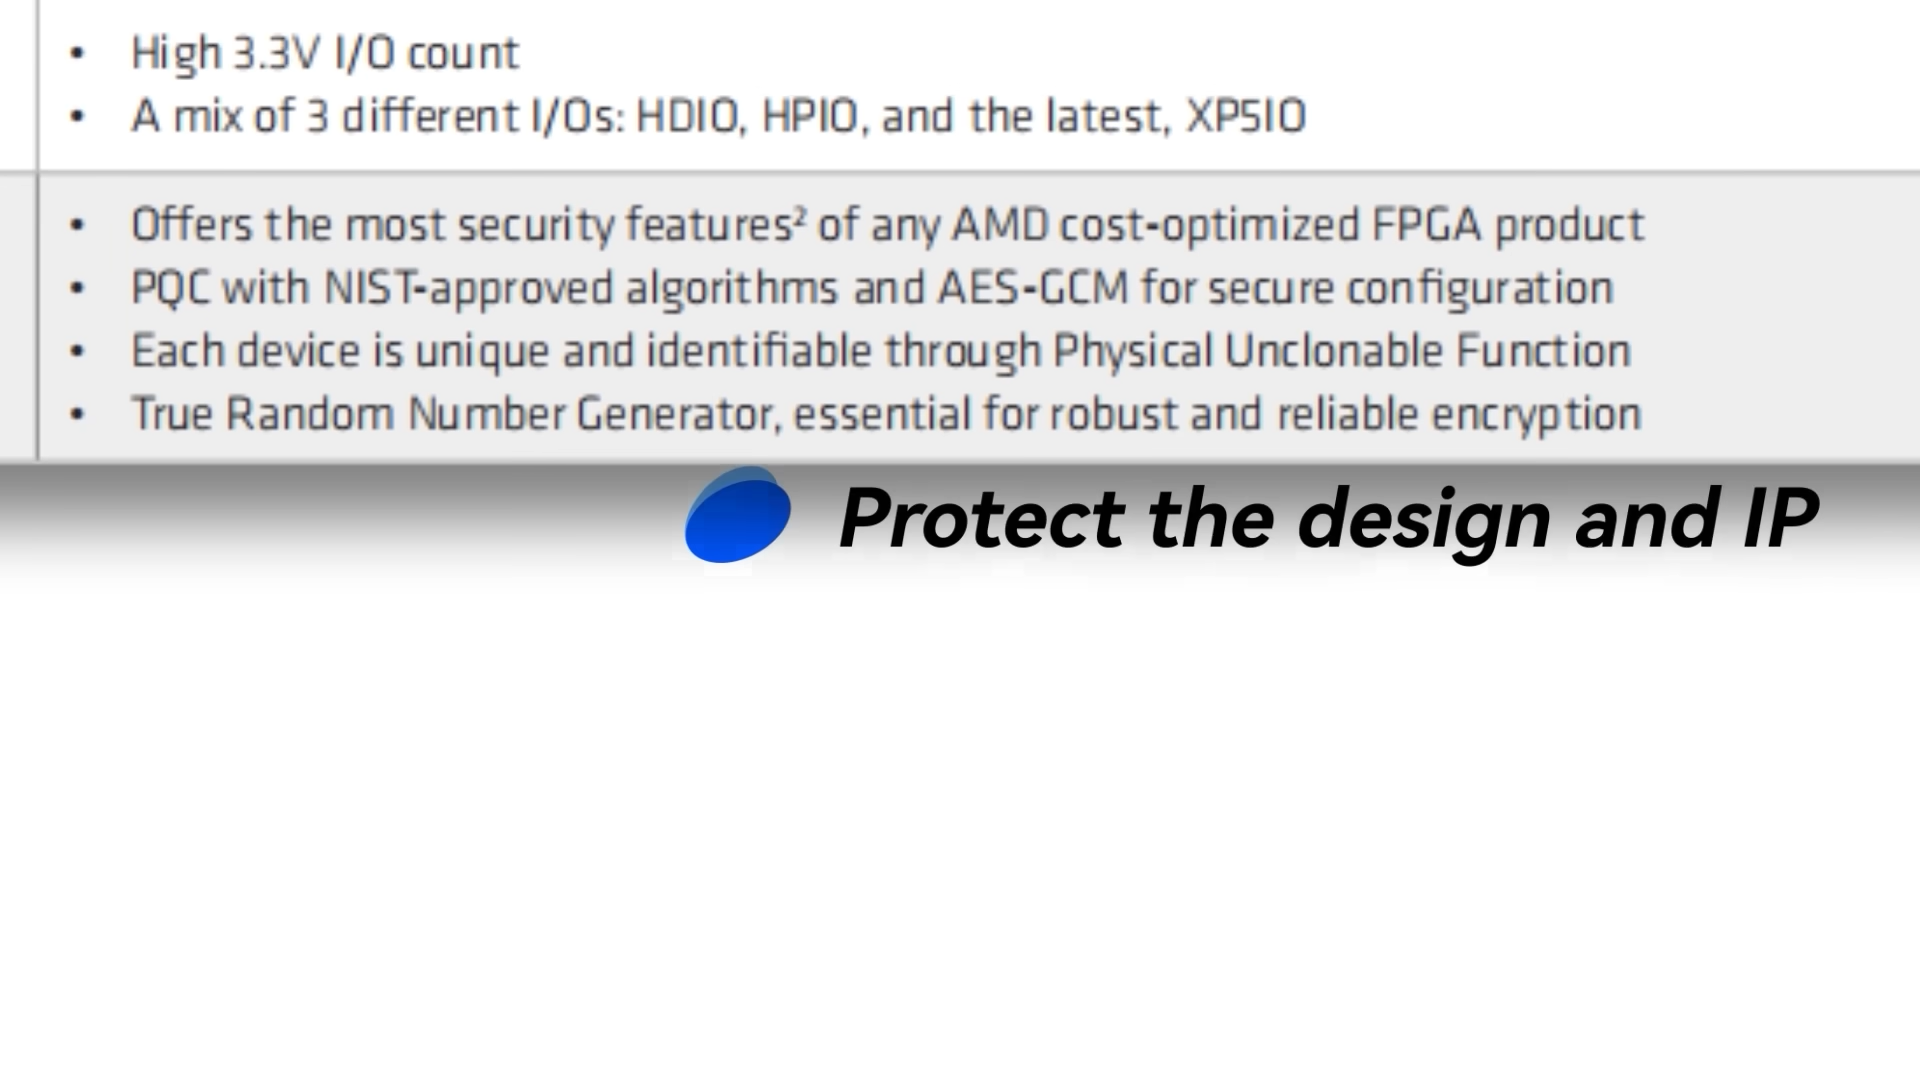 • High 3.3V I/O count
• A mix of 3 different I/Os: HDIO, HPIO, and the latest, XP5IO
• Offers the most security features² of any AMD cost-optimized FPGA product
• PQC with NIST-approved algorithms and AES-GCM for secure configuration
• Each device is unique and identifiable through Physical Unclonable Function
• True Random Number Generator, essential for robust and reliable encryption
Protect the design and IP